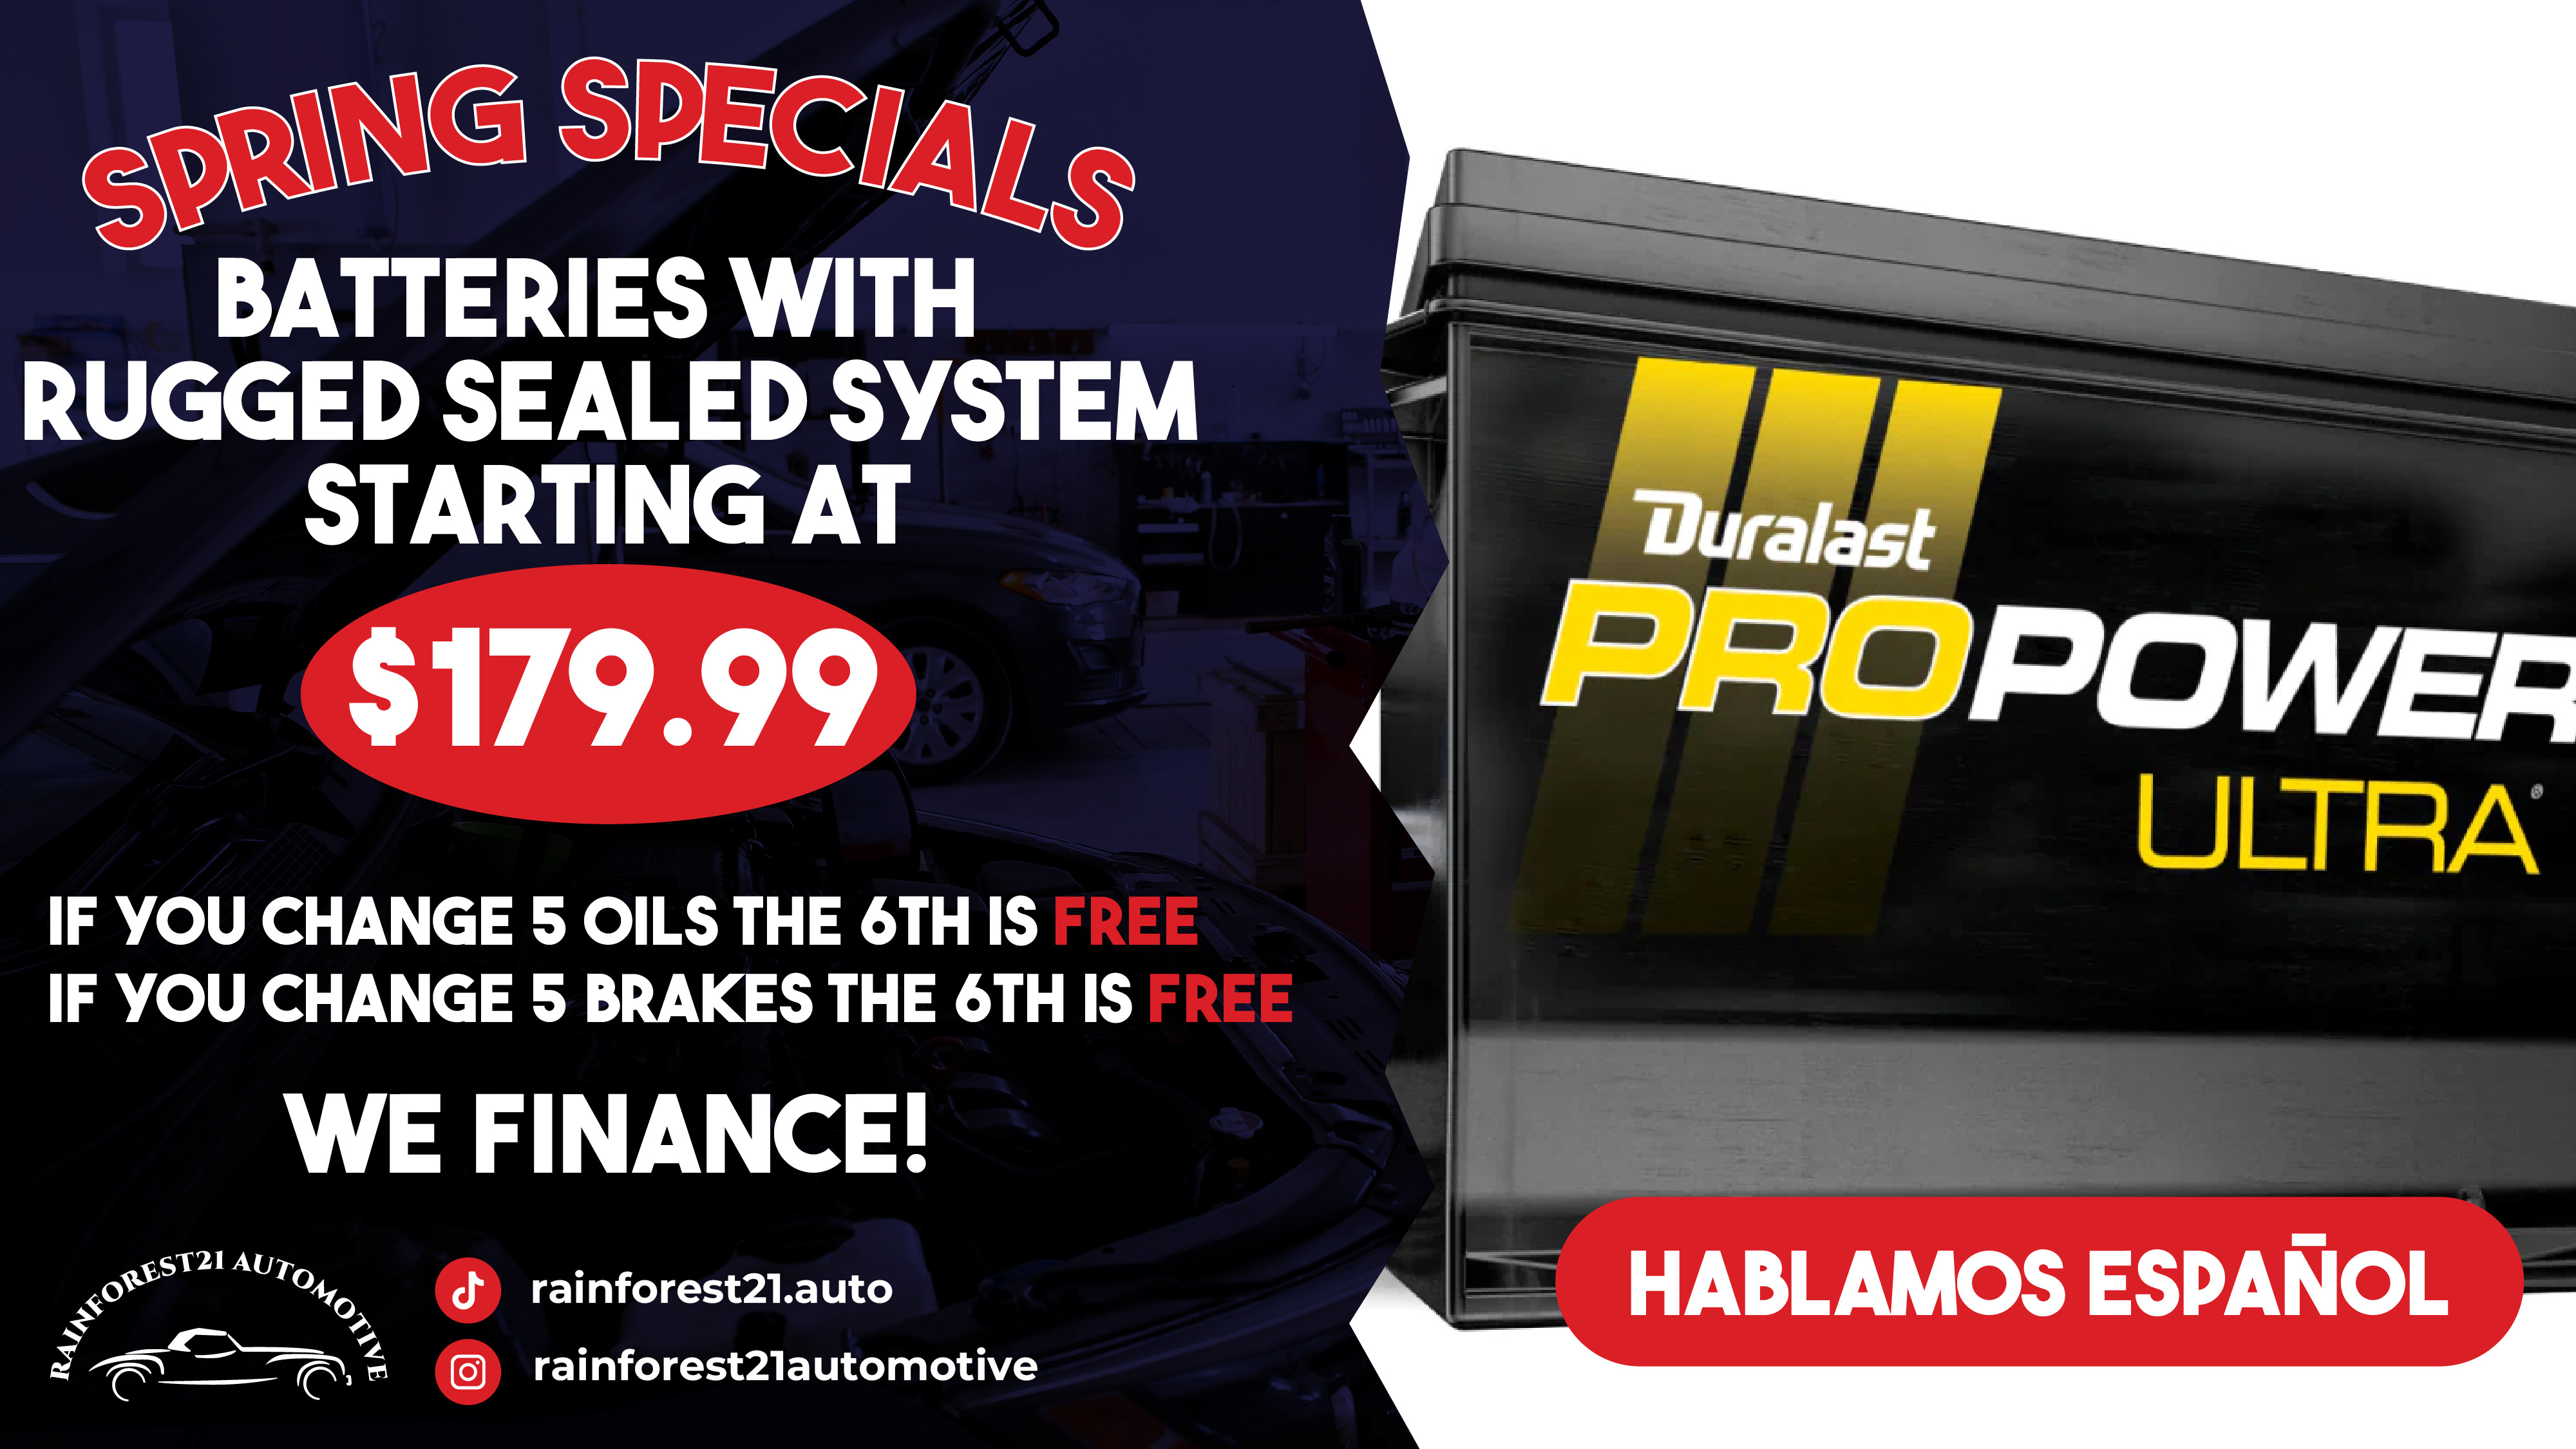 SPRING SPECIALS
BATTERIES WITH
RUGGED SEALED SYSTEM
STARTING AT
$179.99
IF YOU CHANGE 5 OILS THE 6TH IS FREE
IF YOU CHANGE 5 BRAKES THE 6TH IS FREE
WE FINANCE!
RAINFOREST21 AUTOMOTIVE
rainforest21.auto
rainforest21automotive
Duralast
PROPOWER
ULTRA®
HABLAMOS ESPAÑOL